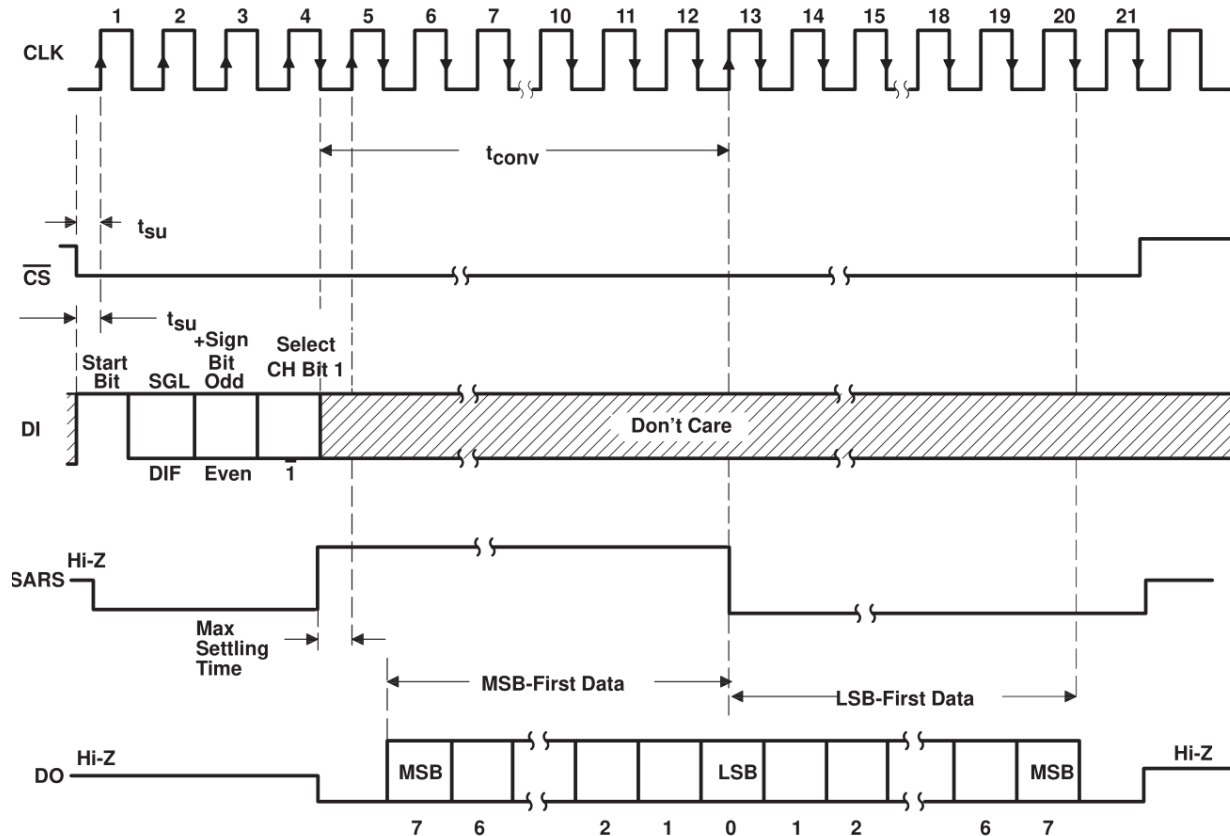 1 2 3 4 5 6 7 10 11 12 13 14 15 18 19 20 21
CLK
tconv
tsu
CS
tsu
+Sign
Bit
Odd
Start
Bit
SGL
Select
CH Bit 1
DI
Don't Care
DIF
Even
1
Hi-Z
SARS
Max
Settling
Time
MSB-First Data
LSB-First Data
Hi-Z
DO
MSB
LSB
MSB
Hi-Z
7 6 2 1 0 1 2 6 7